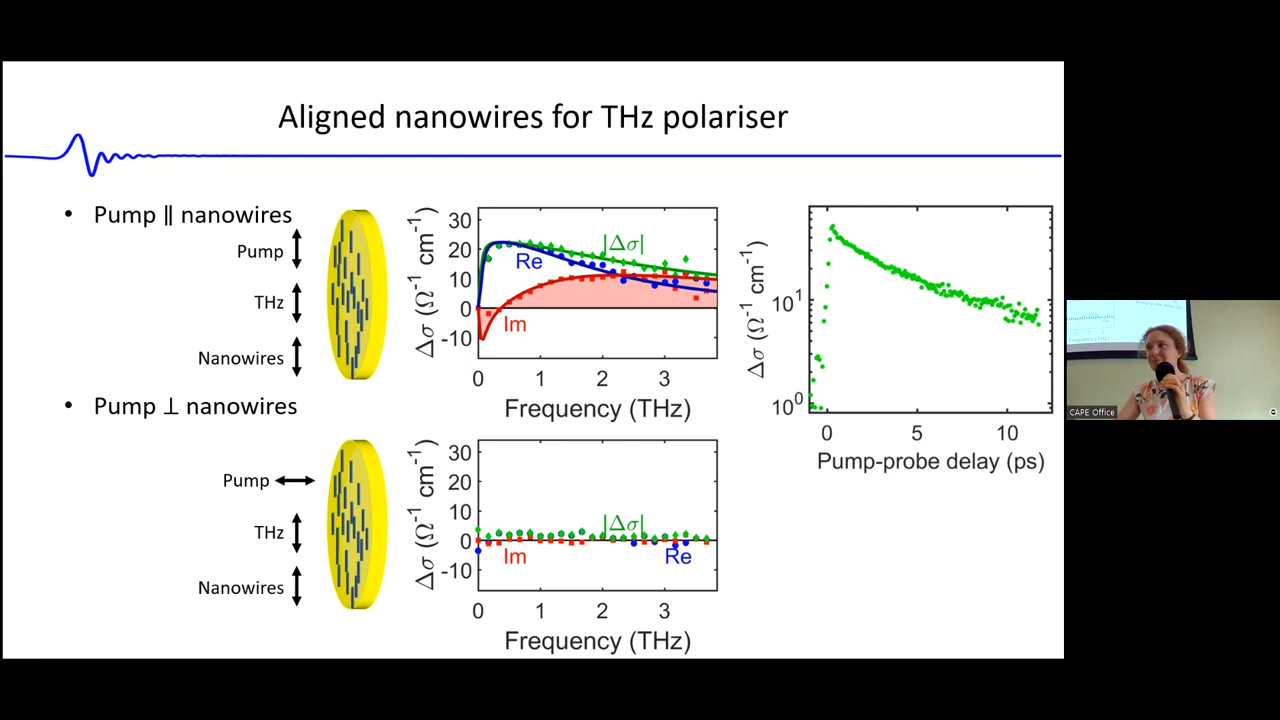 Aligned nanowires for THz polariser
• Pump ∥ nanowires
Pump
THz
Nanowires
30
20
10
0
-10
Δσ (Ω⁻¹ cm⁻¹)
|Δσ|
Re
Im
0 1 2 3
Frequency (THz)
10¹
10⁰
Δσ (Ω⁻¹ cm⁻¹)
0 5 10
Pump-probe delay (ps)
• Pump ⊥ nanowires
Pump
THz
Nanowires
30
20
10
0
-10
Δσ (Ω⁻¹ cm⁻¹)
|Δσ|
Im
Re
0 1 2 3
Frequency (THz)
CAPE Office